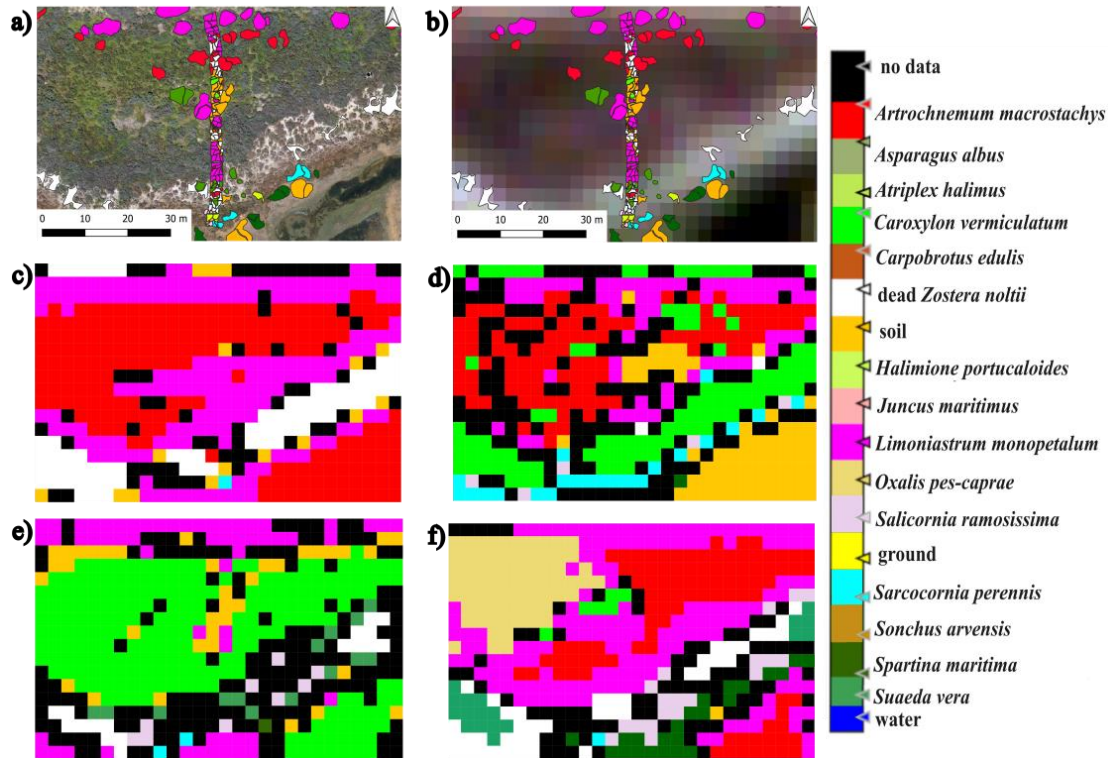 a)
b)
0 10 20 30 m
0 10 20 30 m
c)
d)
e)
f)
no data
Artrochnemum macrostachys
Asparagus albus
Atriplex halimus
Caroxylon vermiculatum
Carpobrotus edulis
dead Zostera noltii
soil
Halimione portucaloides
Juncus maritimus
Limoniastrum monopetalum
Oxalis pes-caprae
Salicornia ramosissima
ground
Sarcocornia perennis
Sonchus arvensis
Spartina maritima
Suaeda vera
water